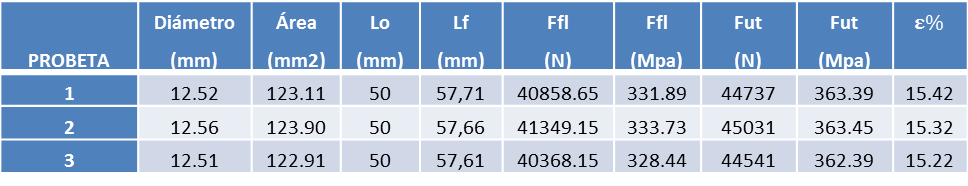 PROBETA Diámetro (mm) Área (mm2) Lo (mm) Lf (mm) Ffl (N) Ffl (Mpa) Fut (N) Fut (Mpa) ε%
1 12.52 123.11 50 57,71 40858.65 331.89 44737 363.39 15.42
2 12.56 123.90 50 57,66 41349.15 333.73 45031 363.45 15.32
3 12.51 122.91 50 57,61 40368.15 328.44 44541 362.39 15.22